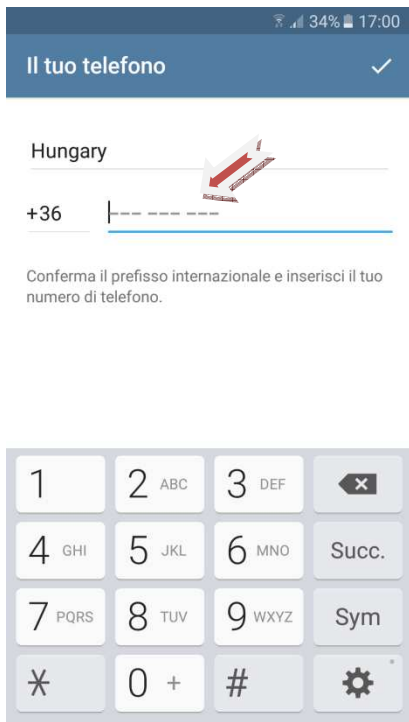 34% 17:00
Il tuo telefono
Hungary
+36 --- --- ---
Conferma il prefisso internazionale e inserisci il tuo
numero di telefono.
1 2 ABC 3 DEF
4 GHI 5 JKL 6 MNO Succ.
7 PQRS 8 TUV 9 WXYZ Sym
* 0 + #